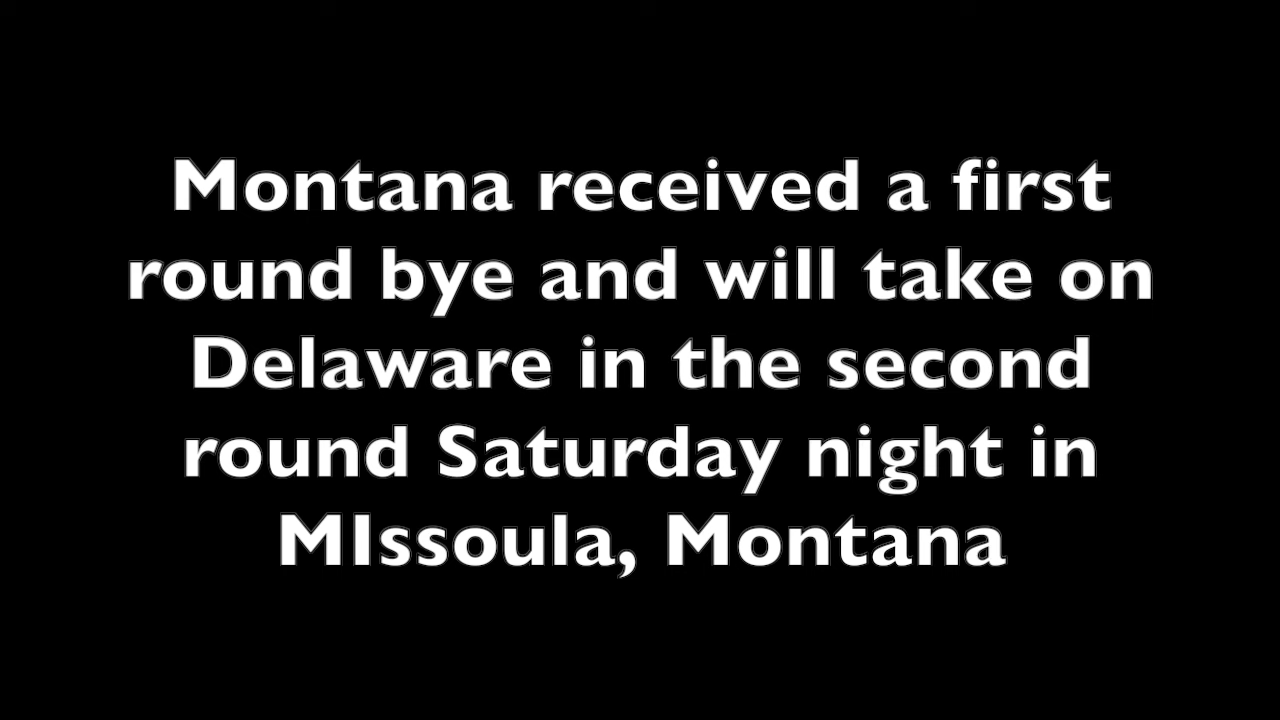 Montana received a first
round bye and will take on
Delaware in the second
round Saturday night in
MIssoula, Montana